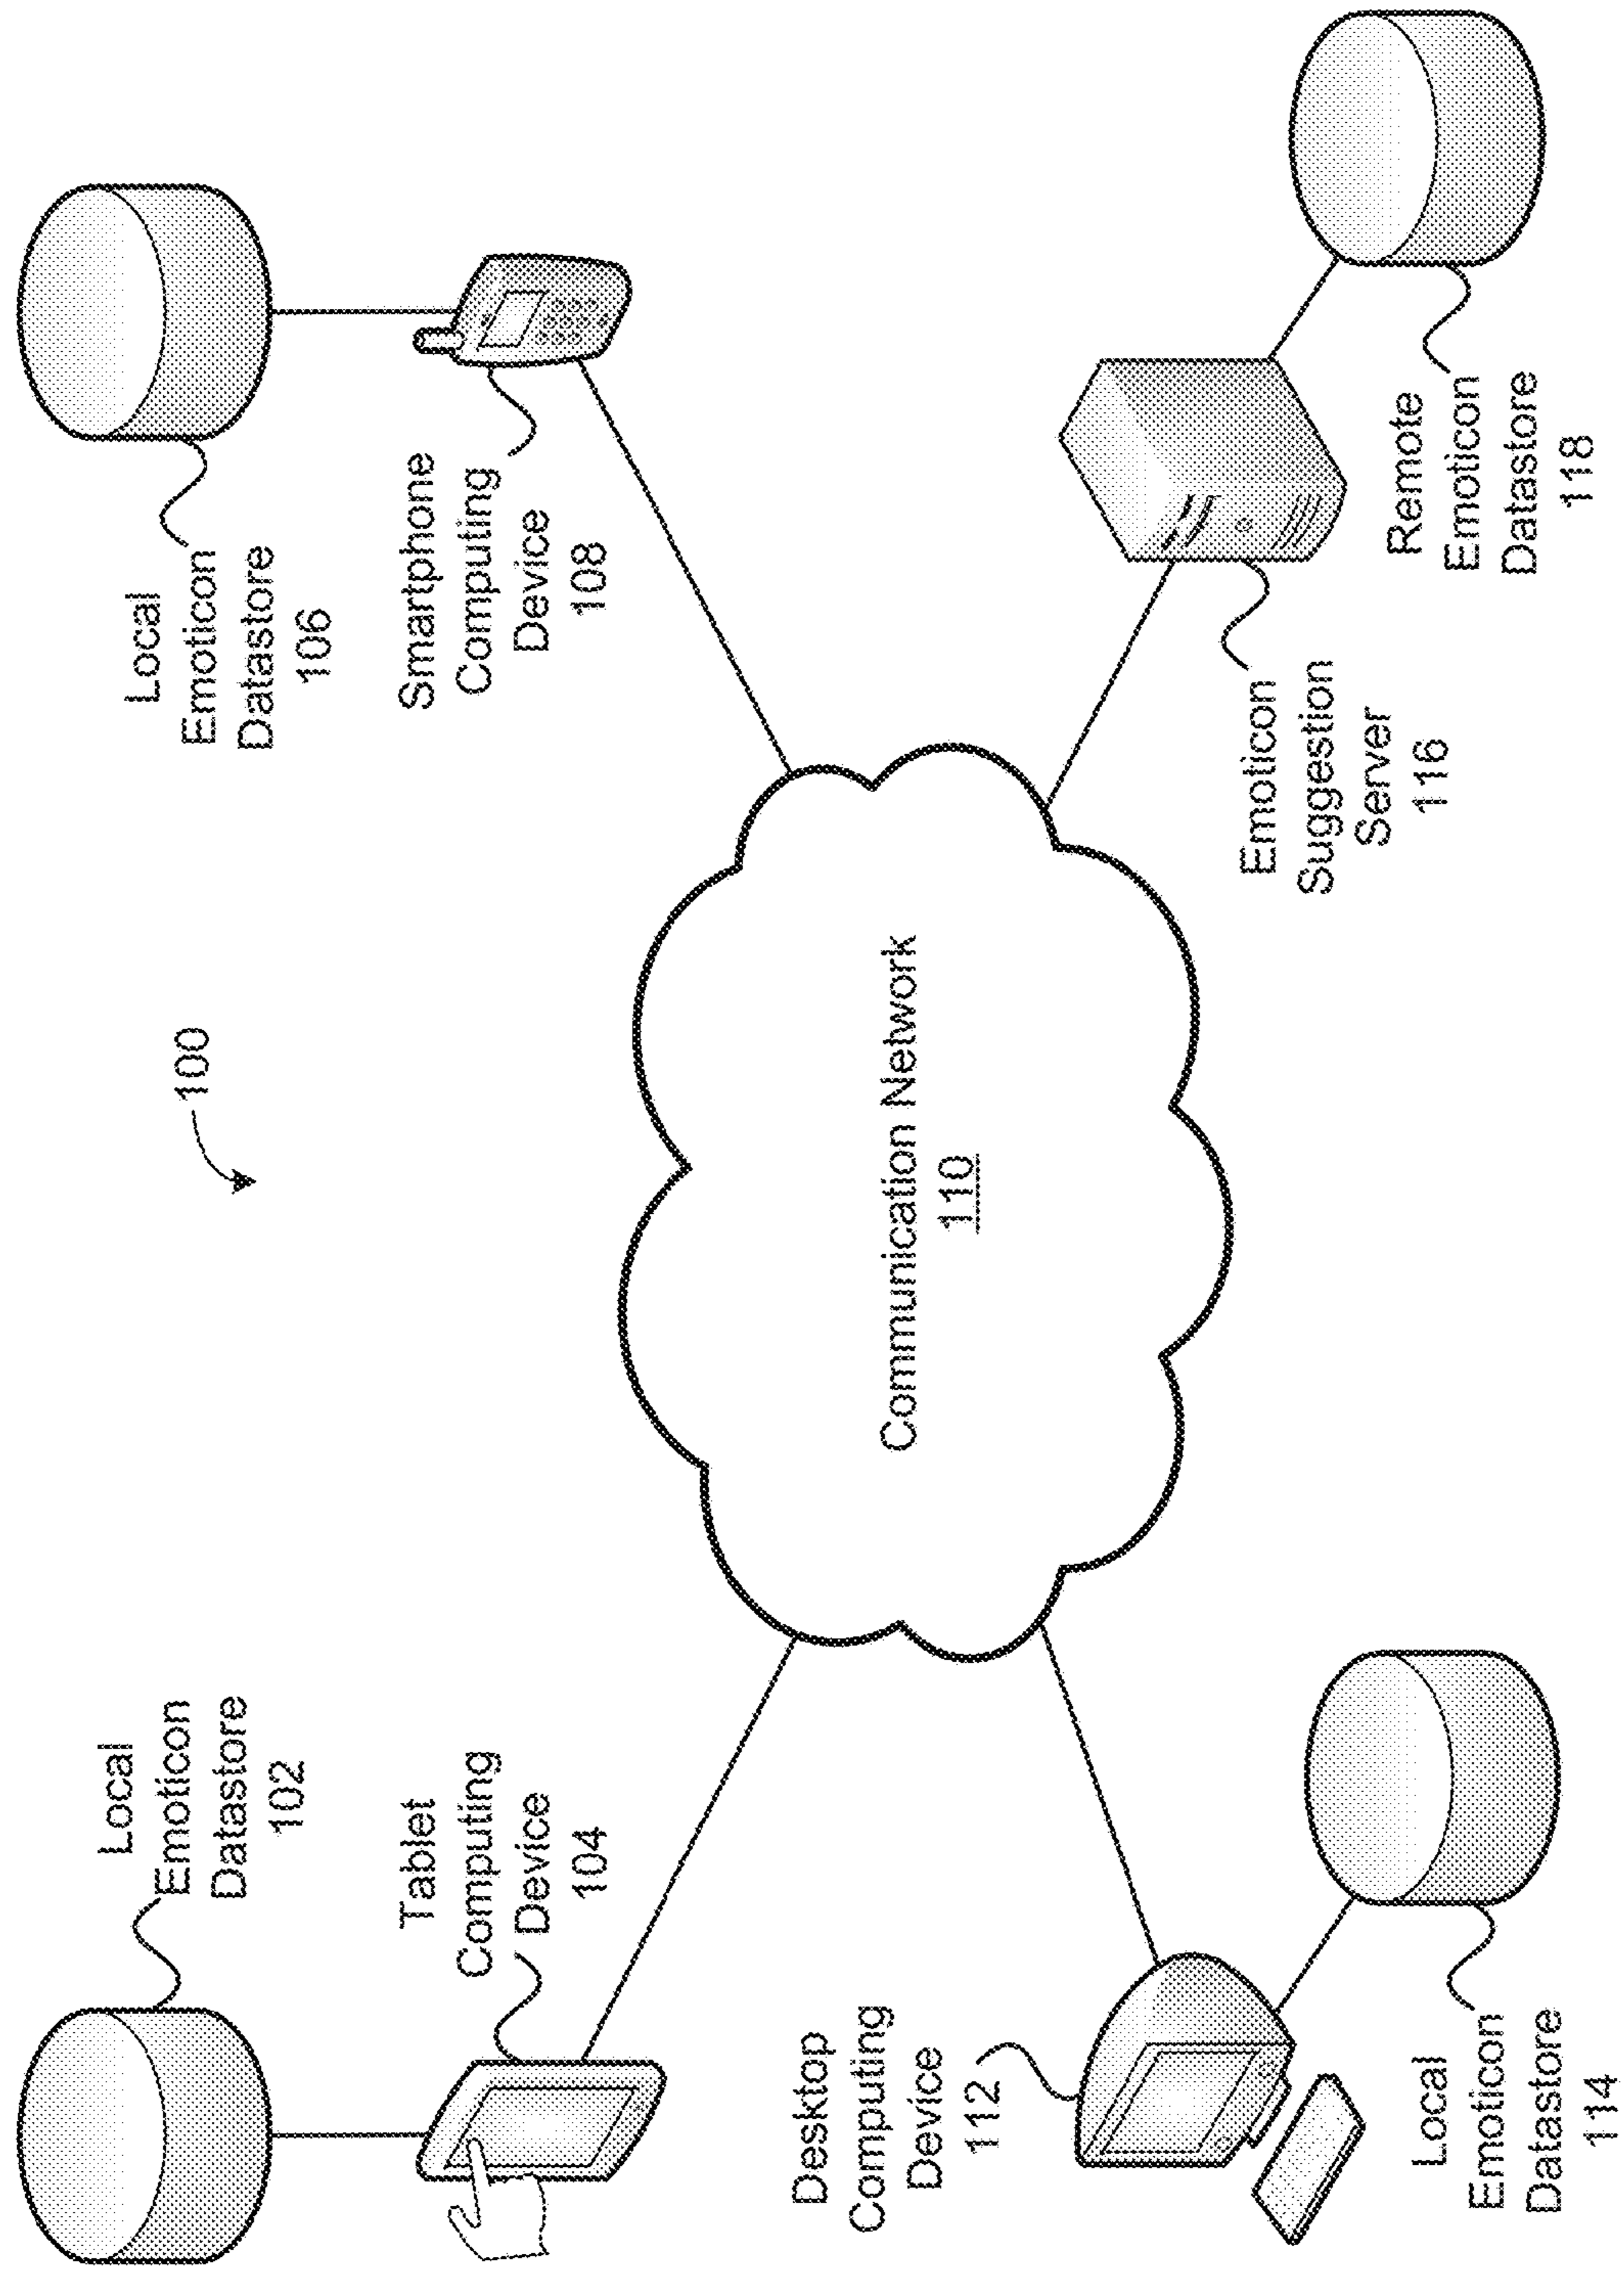 100
Local
Emoticon
Datastore
102
Tablet
Computing
Device
104
Local
Emoticon
Datastore
106
Smartphone
Computing
Device
108
Communication Network
110
Desktop
Computing
Device
112
Local
Emoticon
Datastore
114
Emoticon
Suggestion
Server
116
Remote
Emoticon
Datastore
118